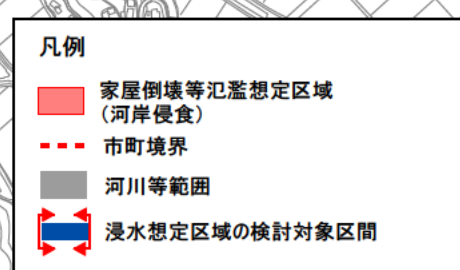 凡例
家屋倒壊等氾濫想定区域
(河岸侵食)
市町境界
河川等範囲
浸水想定区域の検討対象区間